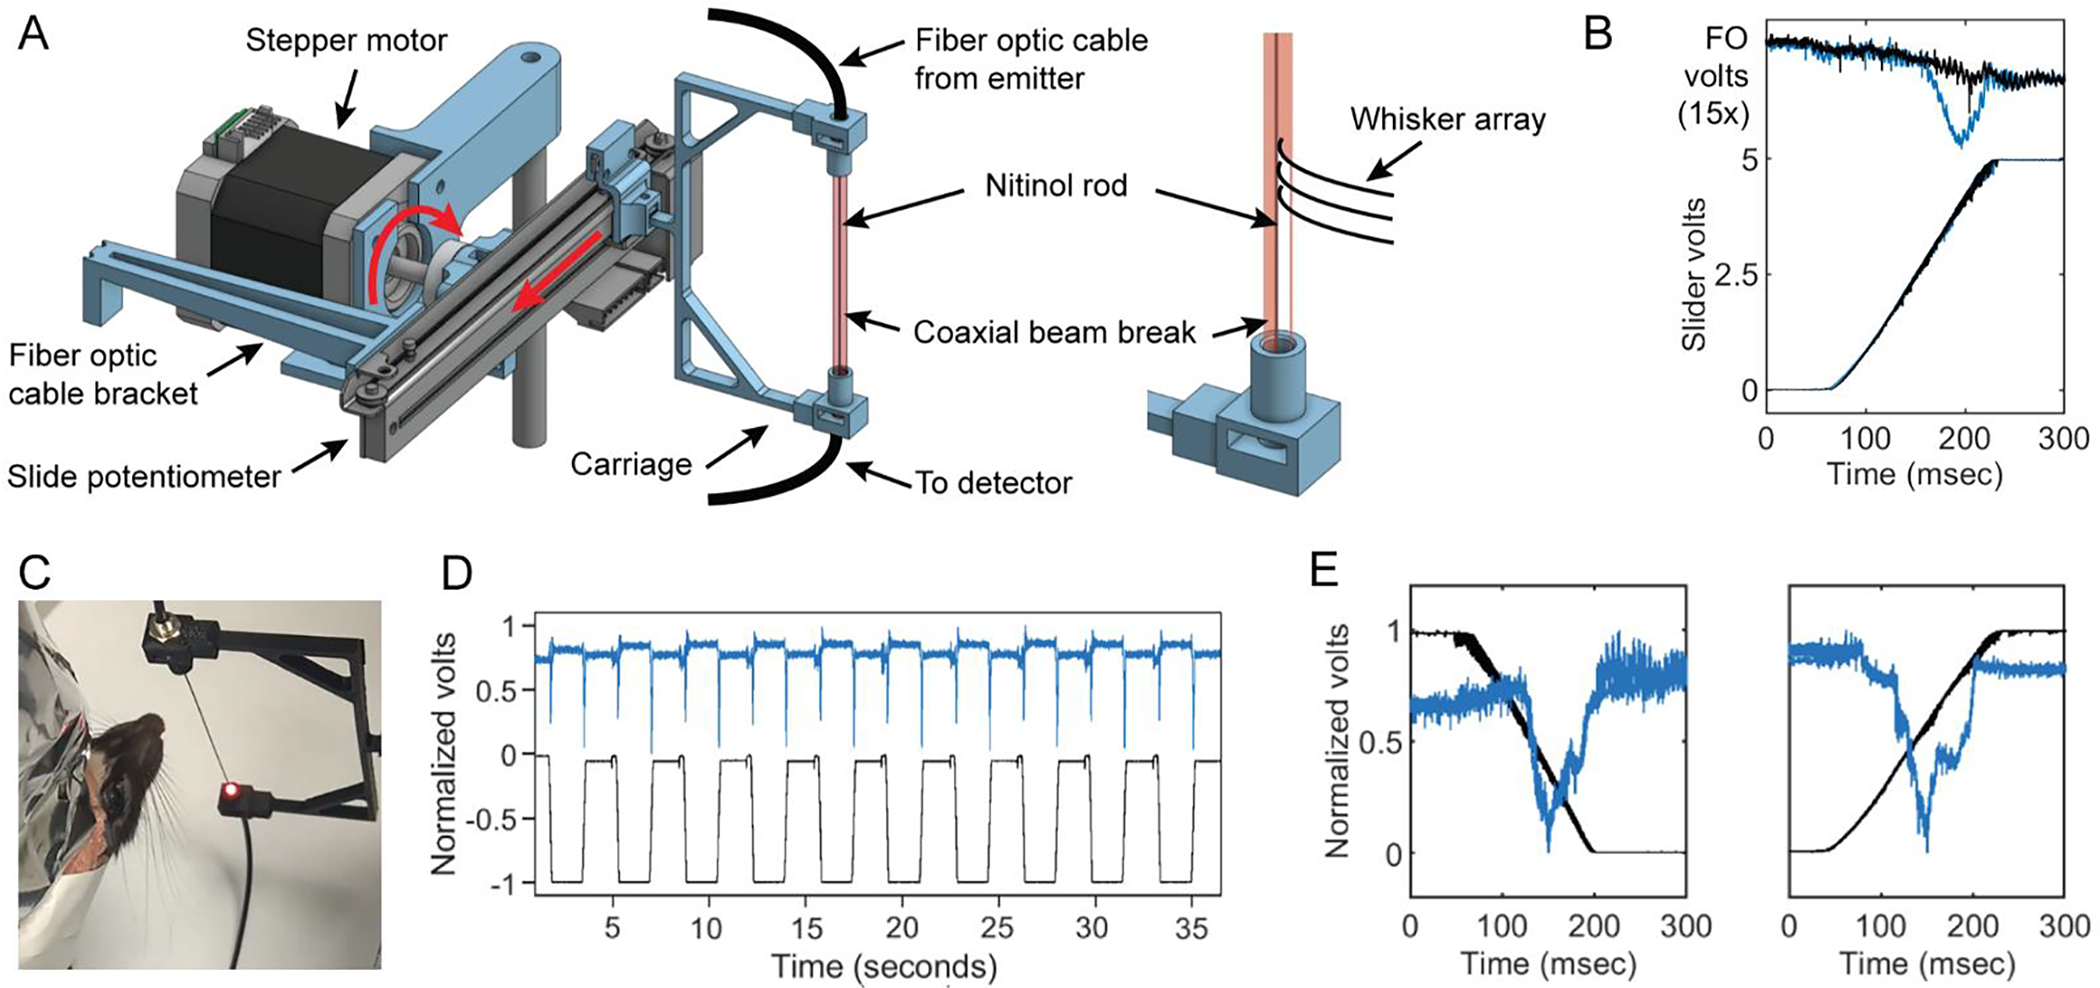 A
Stepper motor
Fiber optic cable
from emitter
Whisker array
Nitinol rod
Coaxial beam break
Fiber optic
cable bracket
Slide potentiometer
Carriage
To detector
B
FO
volts
(15x)
5
2.5
0
Slider volts
0 100 200 300
Time (msec)
C
D
1
0.5
0
-0.5
-1
Normalized volts
5 10 15 20 25 30 35
Time (seconds)
E
1
0.5
0
Normalized volts
0 100 200 300
Time (msec)
0 100 200 300
Time (msec)